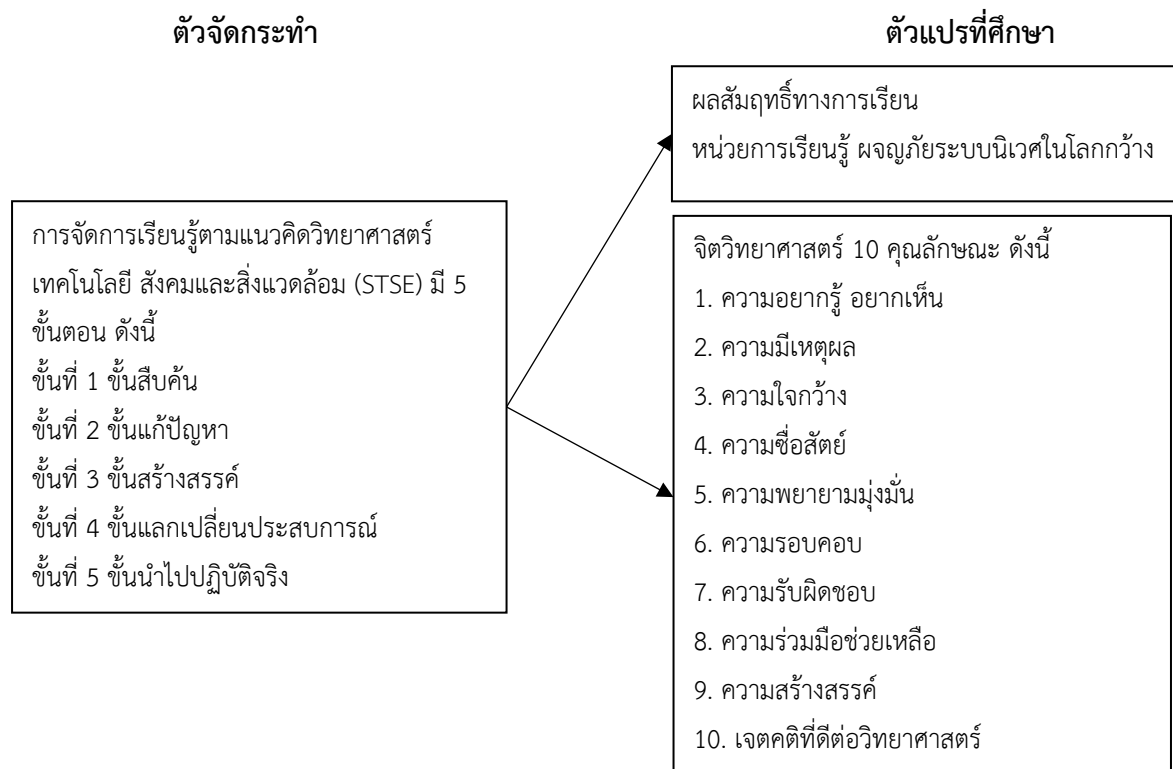 ตัวจัดกระทำ
ตัวแปรที่ศึกษา
การจัดการเรียนรู้ตามแนวคิดวิทยาศาสตร์
เทคโนโลยี สังคมและสิ่งแวดล้อม (STSE) มี 5
ขั้นตอน ดังนี้
ขั้นที่ 1 ขั้นสืบค้น
ขั้นที่ 2 ขั้นแก้ปัญหา
ขั้นที่ 3 ขั้นสร้างสรรค์
ขั้นที่ 4 ขั้นแลกเปลี่ยนประสบการณ์
ขั้นที่ 5 ขั้นนำไปปฏิบัติจริง
ผลสัมฤทธิ์ทางการเรียน
หน่วยการเรียนรู้ ผจญภัยระบบนิเวศในโลกกว้าง
จิตวิทยาศาสตร์ 10 คุณลักษณะ ดังนี้
1. ความอยากรู้ อยากเห็น
2. ความมีเหตุผล
3. ความใจกว้าง
4. ความซื่อสัตย์
5. ความพยายามมุ่งมั่น
6. ความรอบคอบ
7. ความรับผิดชอบ
8. ความร่วมมือช่วยเหลือ
9. ความสร้างสรรค์
10. เจตคติที่ดีต่อวิทยาศาสตร์